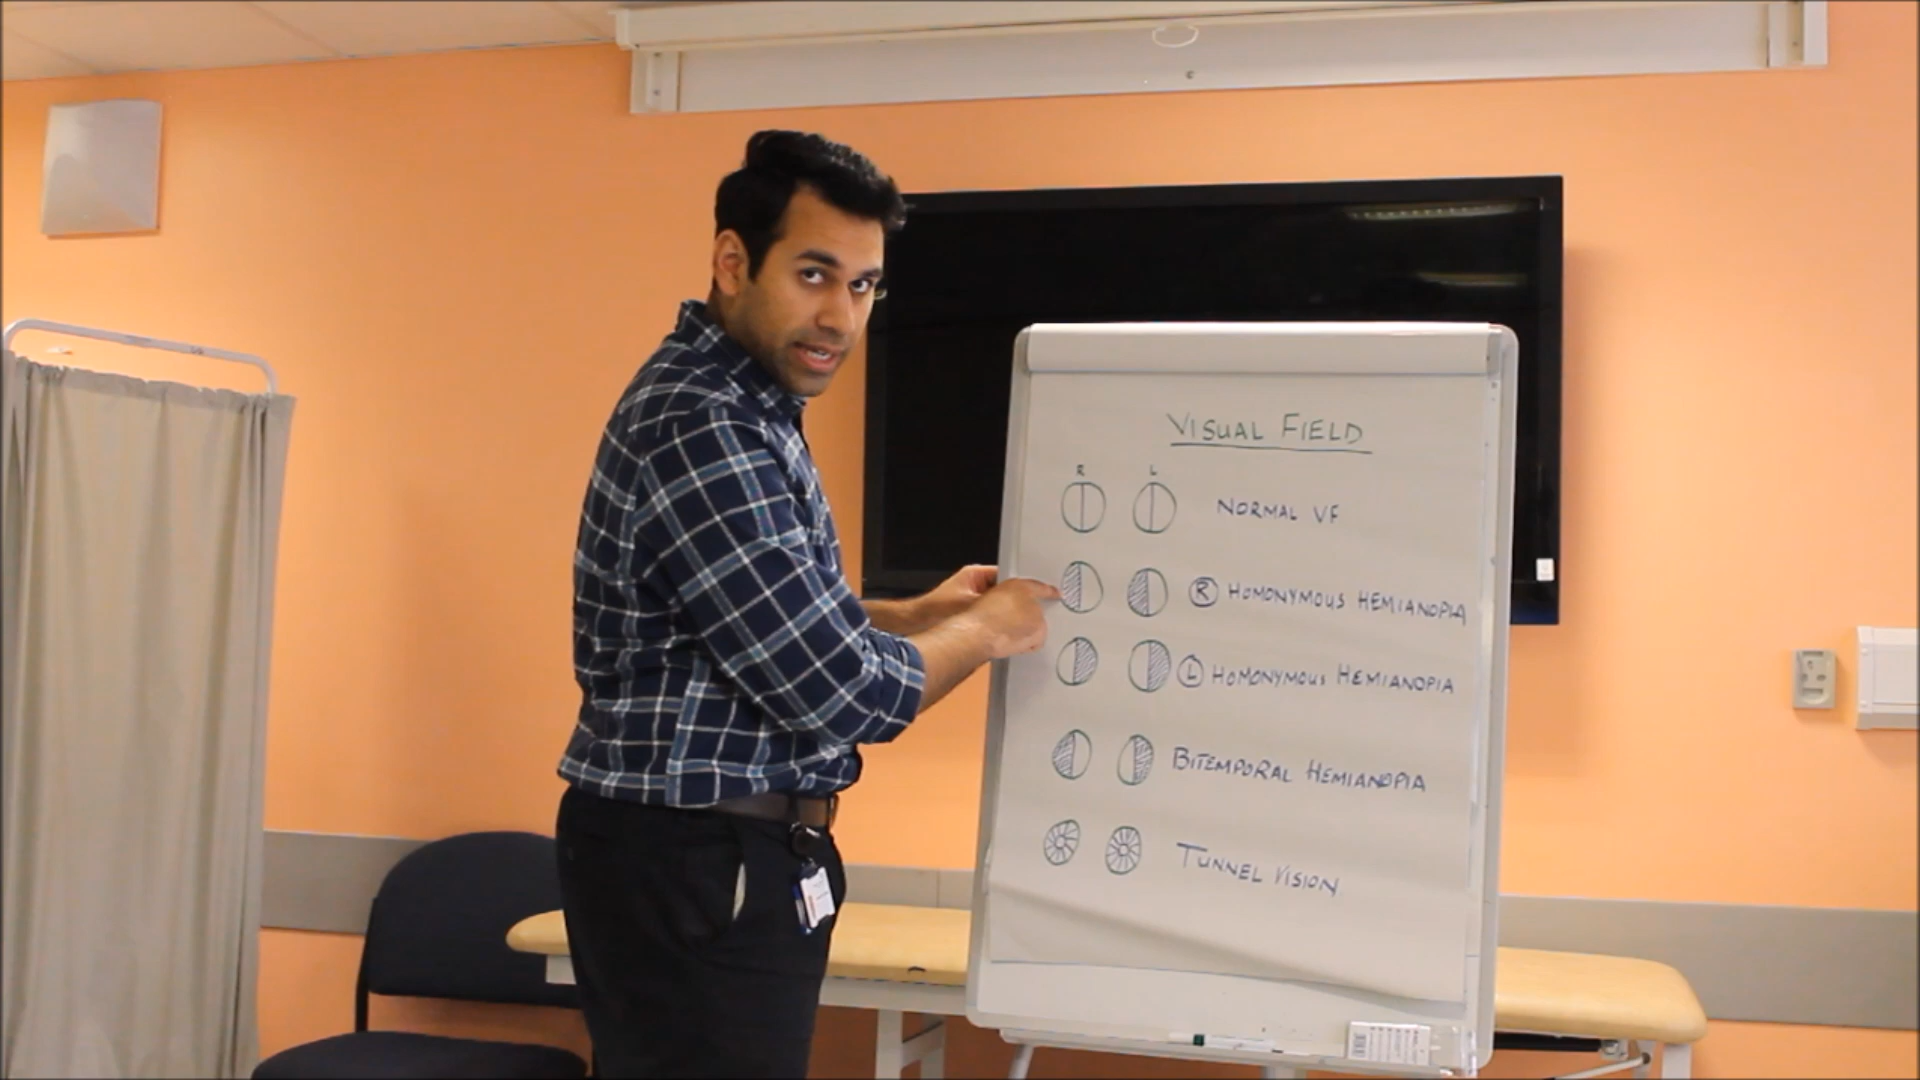 VISUAL FIELD
R L
NORMAL VF
R HOMONYMOUS HEMIANOPIA
L HOMONYMOUS HEMIANOPIA
BITEMPORAL HEMIANOPIA
TUNNEL VISION